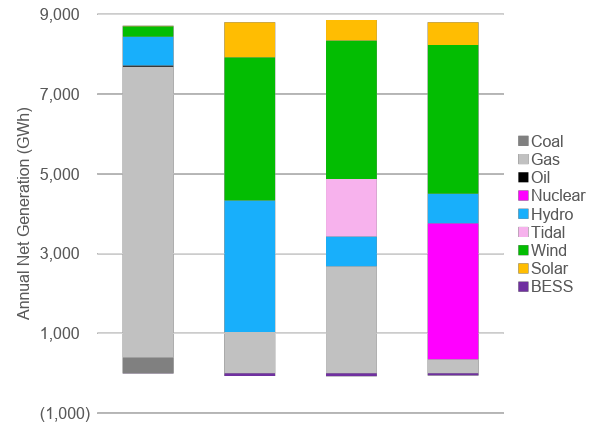 9,000
7,000
5,000
3,000
1,000
(1,000)
Annual Net Generation (GWh)
Coal
Gas
Oil
Nuclear
Hydro
Tidal
Wind
Solar
BESS